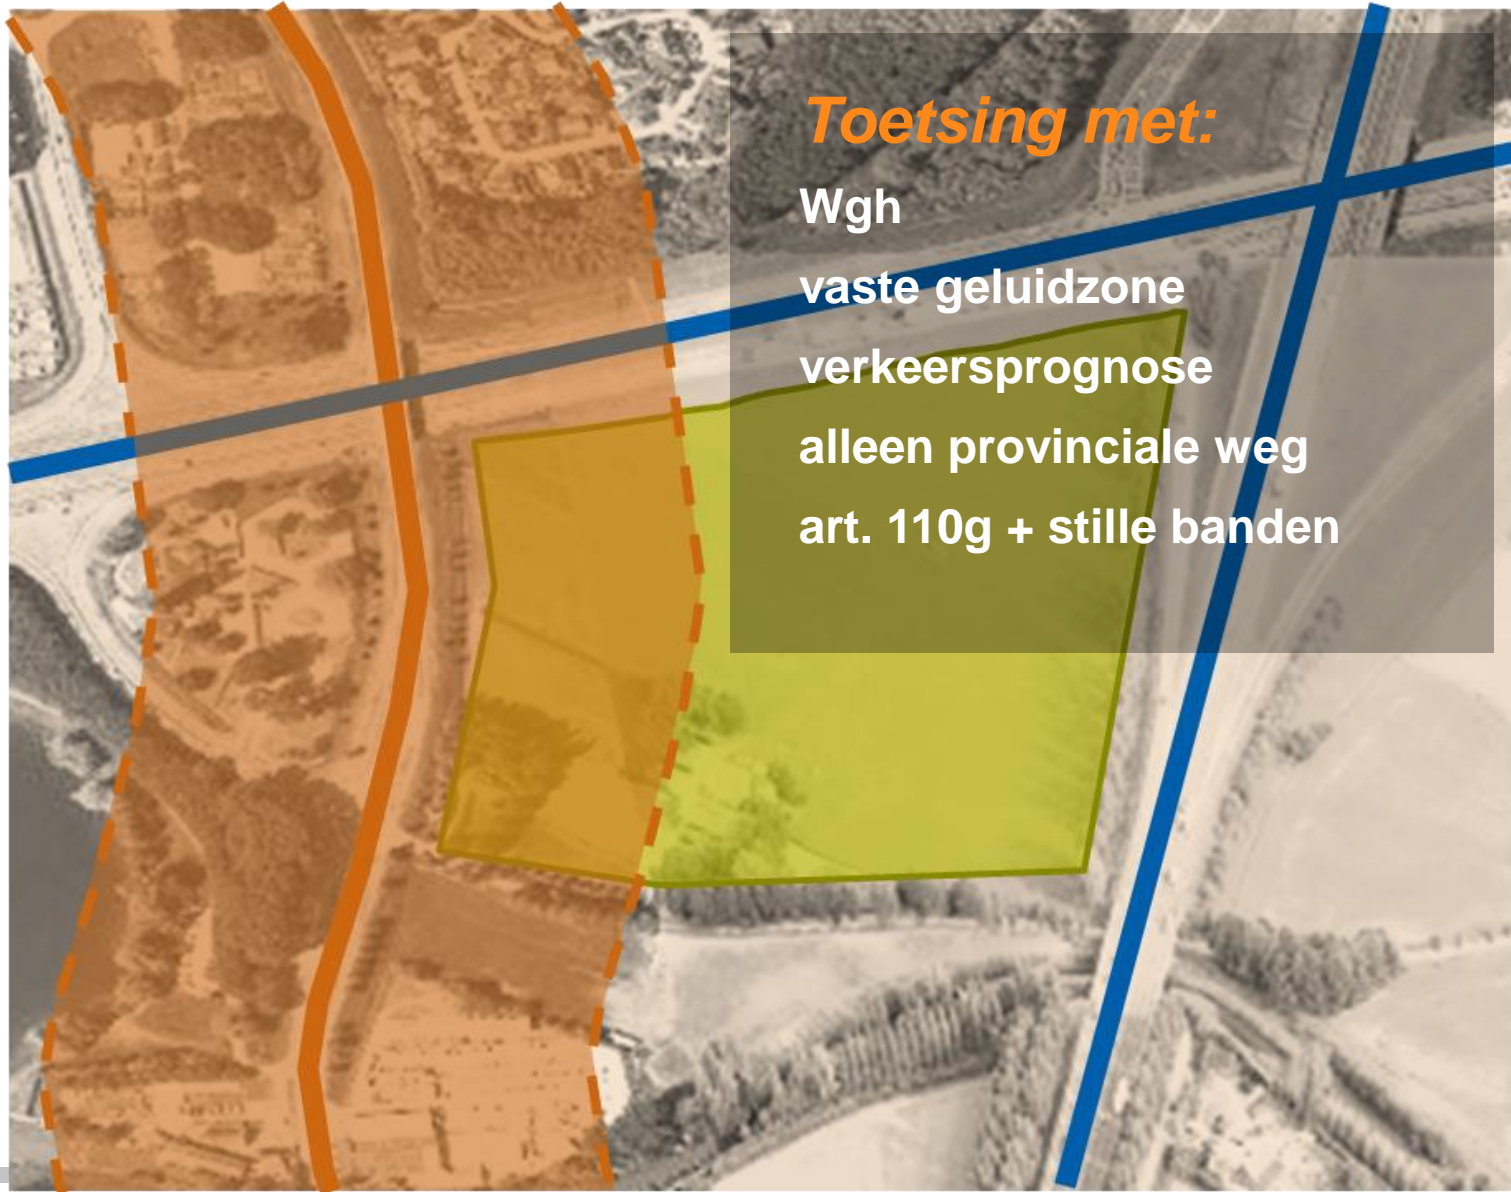 Toetsing met:
Wgh
vaste geluidzone
verkeersprognose
alleen provinciale weg
art. 110g + stille banden